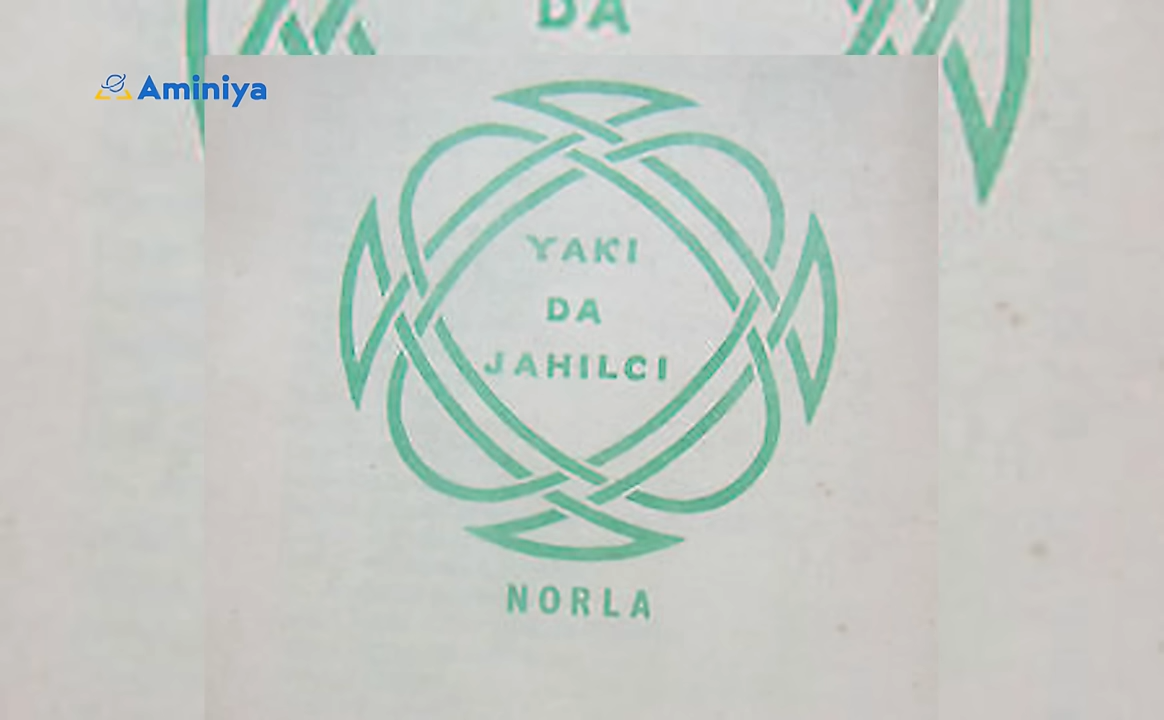 DA
Aminiya
YAKI
DA
JAHILCI
NORLA